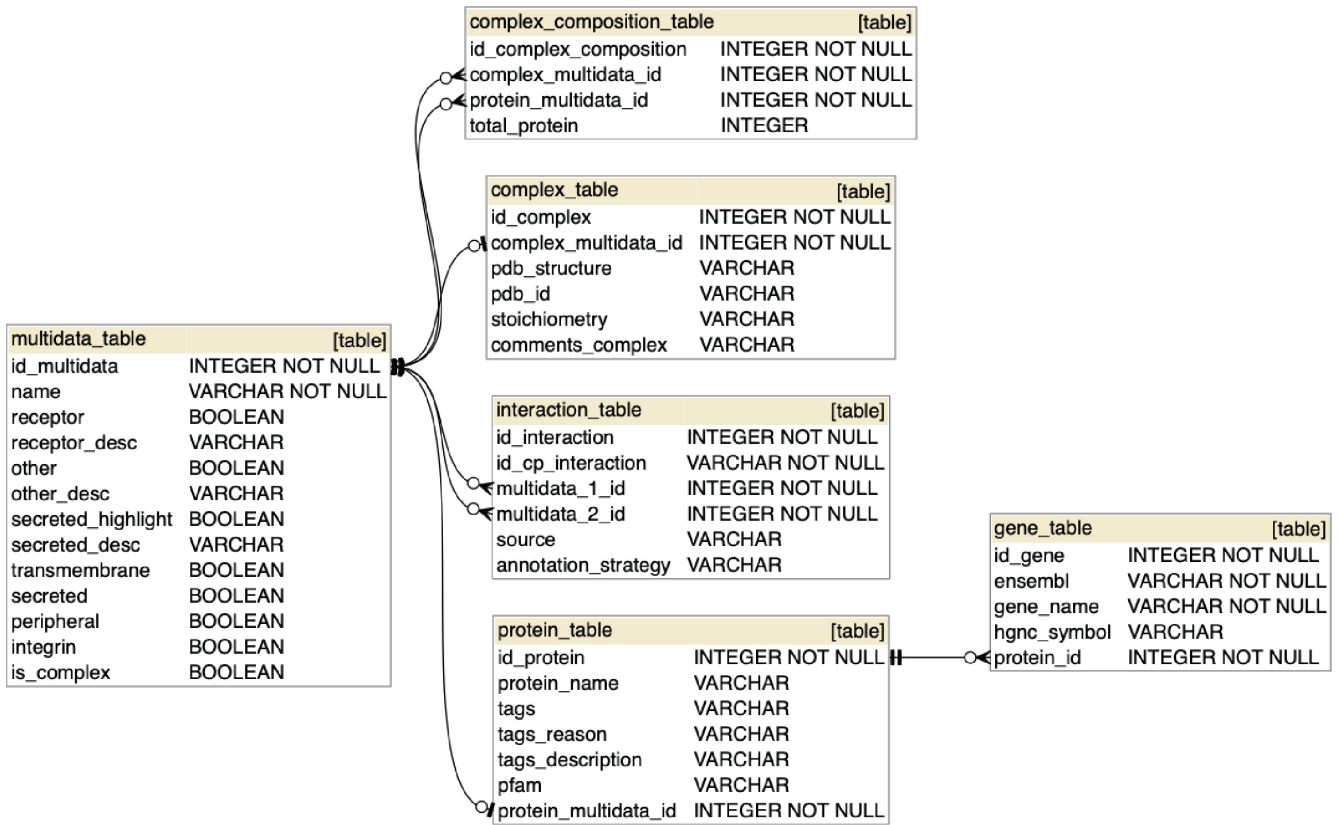 complex_composition_table [table]
id_complex_composition INTEGER NOT NULL
complex_multidata_id INTEGER NOT NULL
protein_multidata_id INTEGER NOT NULL
total_protein INTEGER
complex_table [table]
id_complex INTEGER NOT NULL
complex_multidata_id INTEGER NOT NULL
pdb_structure VARCHAR
pdb_id VARCHAR
stoichiometry VARCHAR
comments_complex VARCHAR
multidata_table [table]
id_multidata INTEGER NOT NULL
name VARCHAR NOT NULL
receptor BOOLEAN
receptor_desc VARCHAR
other BOOLEAN
other_desc VARCHAR
secreted_highlight BOOLEAN
secreted_desc VARCHAR
transmembrane BOOLEAN
secreted BOOLEAN
peripheral BOOLEAN
integrin BOOLEAN
is_complex BOOLEAN
interaction_table [table]
id_interaction INTEGER NOT NULL
id_cp_interaction VARCHAR NOT NULL
multidata_1_id INTEGER NOT NULL
multidata_2_id INTEGER NOT NULL
source VARCHAR
annotation_strategy VARCHAR
protein_table [table]
id_protein INTEGER NOT NULL
protein_name VARCHAR
tags VARCHAR
tags_reason VARCHAR
tags_description VARCHAR
pfam VARCHAR
protein_multidata_id INTEGER NOT NULL
gene_table [table]
id_gene INTEGER NOT NULL
ensembl VARCHAR NOT NULL
gene_name VARCHAR NOT NULL
hgnc_symbol VARCHAR
protein_id INTEGER NOT NULL